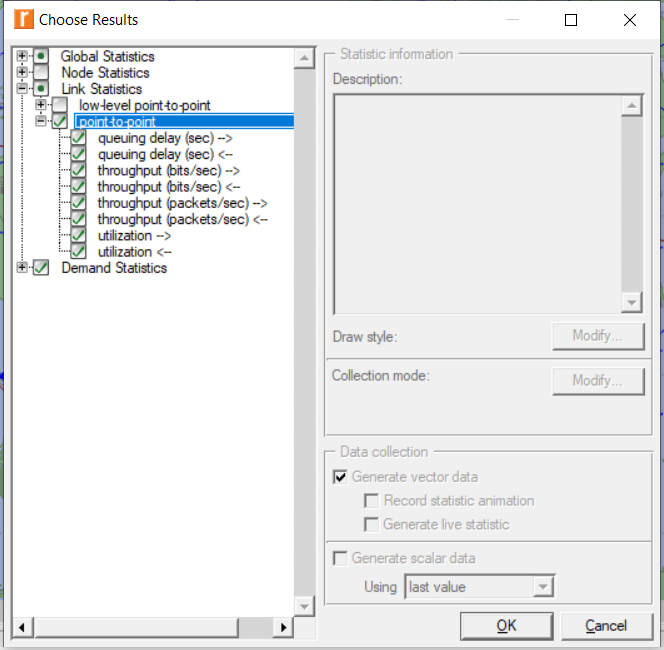 Choose Results
Global Statistics
Node Statistics
Link Statistics
low-level point-to-point
point-to-point
queuing delay (sec) -->
queuing delay (sec) <--
throughput (bits/sec) -->
throughput (bits/sec) <--
throughput (packets/sec) -->
throughput (packets/sec) <--
utilization -->
utilization <--
Demand Statistics
Statistic information
Description:
Draw style:
Modify...
Collection mode:
Modify...
Data collection
Generate vector data
Record statistic animation
Generate live statistic
Generate scalar data
Using
last value
OK
Cancel